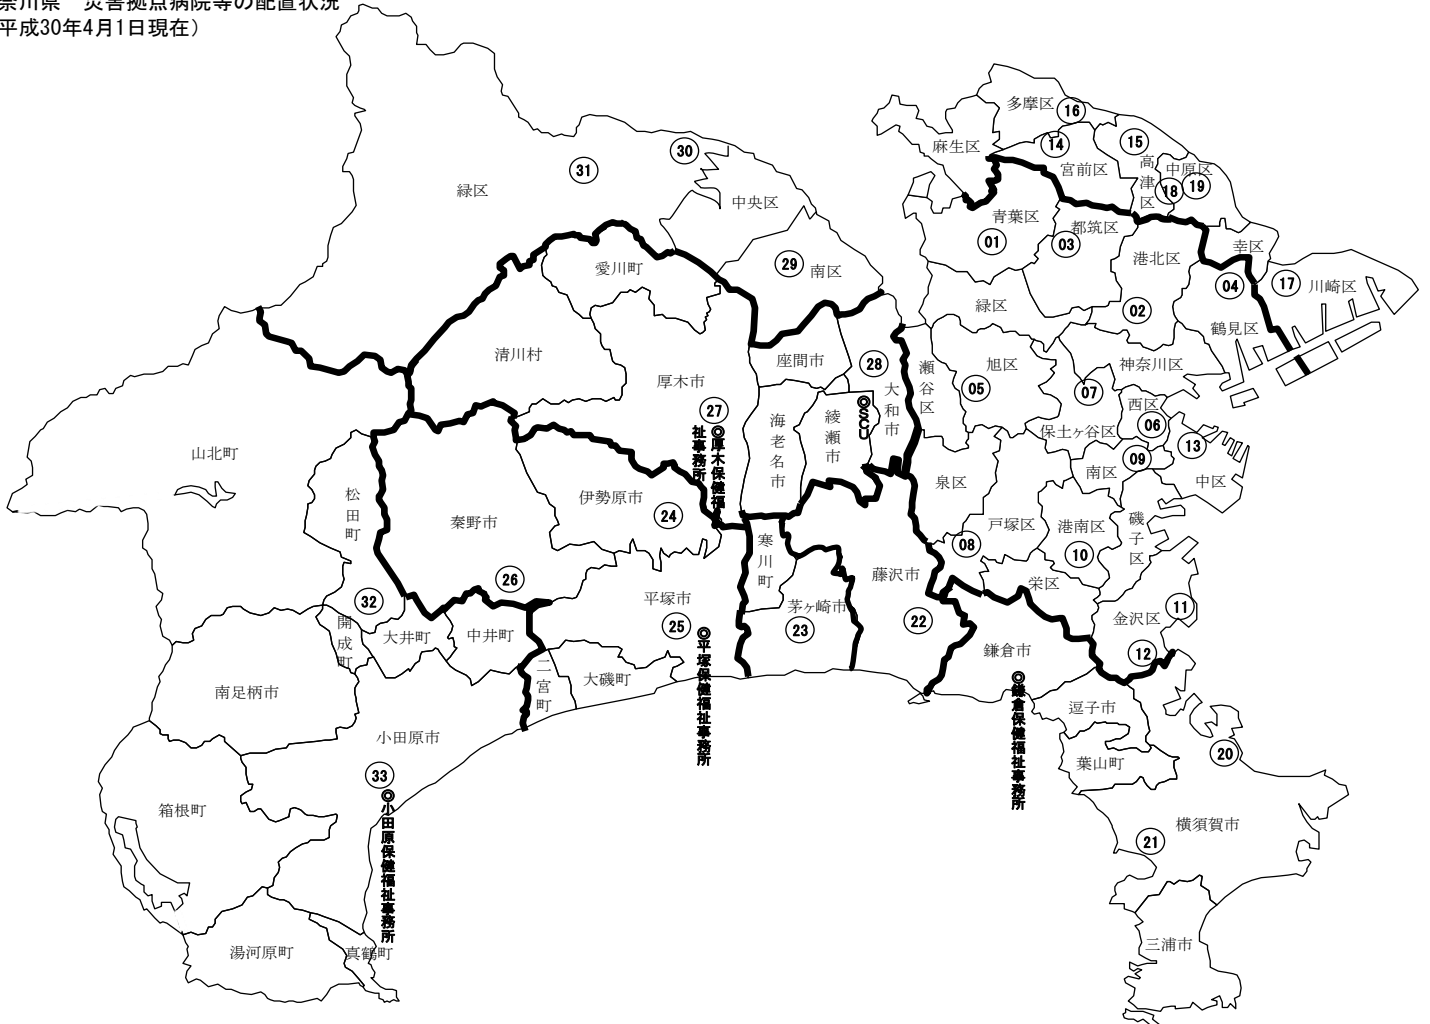 奈川県　災害拠点病院等の配置状況
平成30年4月1日現在）
多摩区
16
麻生区
14
宮前区
15
高津区
中原区
18
19
30
31
緑区
中央区
青葉区
01
都筑区
03
港北区
幸区
04
17
川崎区
愛川町
29
南区
緑区
02
鶴見区
清川村
座間市
28
瀬谷区
旭区
05
神奈川区
07
厚木市
27
◎厚木保健福祉事務所
海老名市
綾瀬市
◎SCU
大和市
西区
06
保土ヶ谷区
13
09
南区
中区
山北町
松田町
秦野市
伊勢原市
24
泉区
戸塚区
08
港南区
10
磯子区
寒川町
藤沢市
26
栄区
32
開成町
大井町
中井町
平塚市
25
◎平塚保健福祉事務所
茅ヶ崎市
23
22
鎌倉市
◎鎌倉保健福祉事務所
金沢区
11
12
南足柄市
二宮町
大磯町
逗子市
小田原市
33
◎小田原保健福祉事務所
葉山町
20
箱根町
横須賀市
21
湯河原町
真鶴町
三浦市